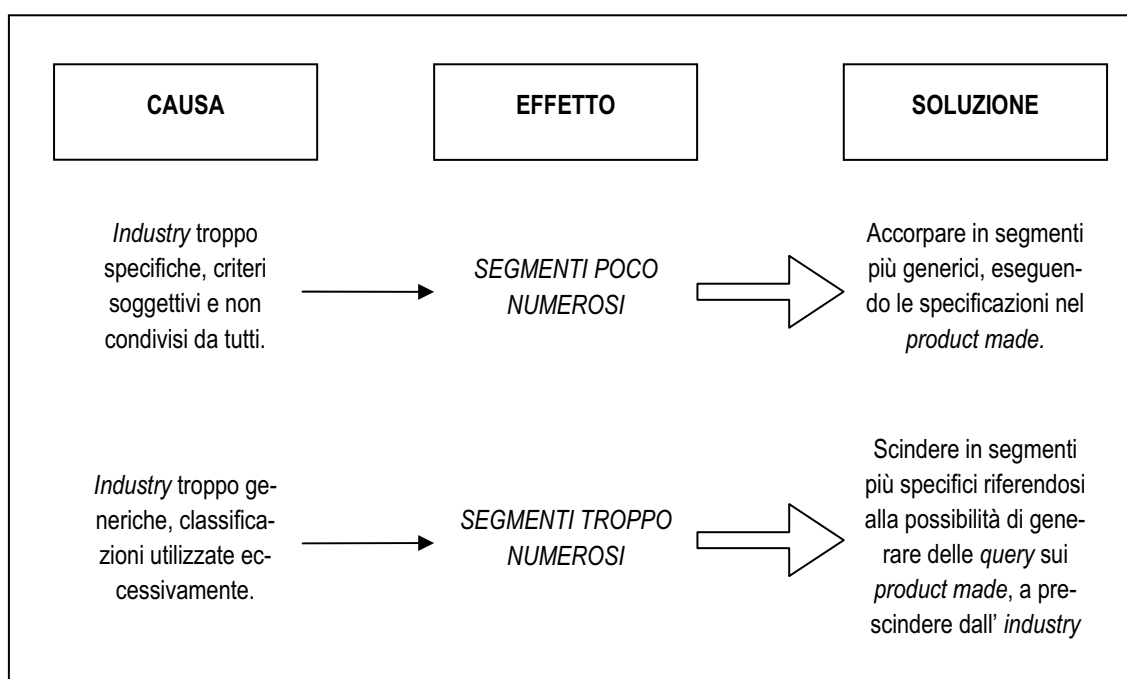 CAUSA
EFFETTO
SOLUZIONE
Industry troppo
specifiche, criteri
soggettivi e non
condivisi da tutti.
SEGMENTI POCO
NUMEROSI
Accorpare in segmenti
più generici, eseguen-
do le specificazioni nel
product made.
Industry troppo ge-
neriche, classifica-
zioni utilizzate ec-
cessivamente.
SEGMENTI TROPPO
NUMEROSI
Scindere in segmenti
più specifici riferendosi
alla possibilità di gene-
rare delle query sui
product made, a pre-
scindere dall' industry